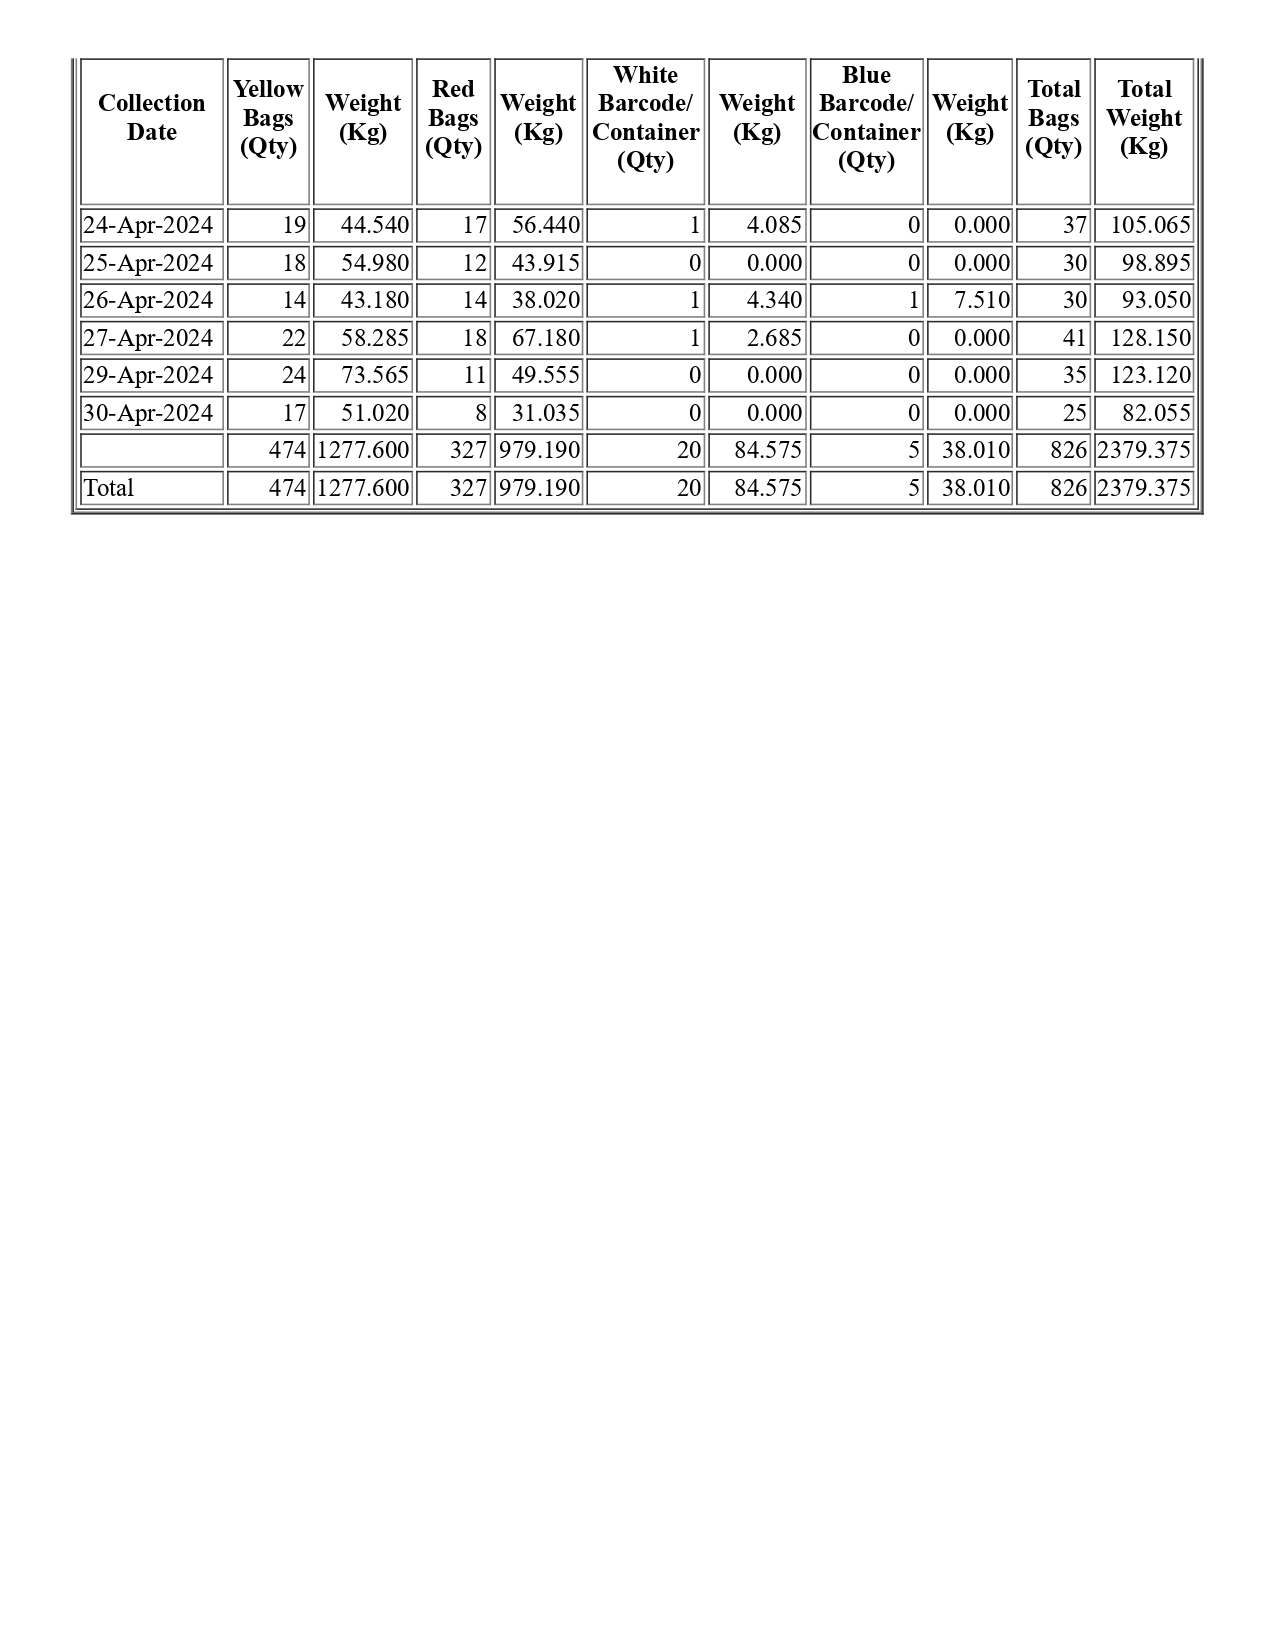 Collection Date | Yellow Bags (Qty) | Weight (Kg) | Red Bags (Qty) | Weight (Kg) | White Barcode/ Container (Qty) | Weight (Kg) | Blue Barcode/ Container (Qty) | Weight (Kg) | Total Bags (Qty) | Total Weight (Kg)
24-Apr-2024 | 19 | 44.540 | 17 | 56.440 | 1 | 4.085 | 0 | 0.000 | 37 | 105.065
25-Apr-2024 | 18 | 54.980 | 12 | 43.915 | 0 | 0.000 | 0 | 0.000 | 30 | 98.895
26-Apr-2024 | 14 | 43.180 | 14 | 38.020 | 1 | 4.340 | 1 | 7.510 | 30 | 93.050
27-Apr-2024 | 22 | 58.285 | 18 | 67.180 | 1 | 2.685 | 0 | 0.000 | 41 | 128.150
29-Apr-2024 | 24 | 73.565 | 11 | 49.555 | 0 | 0.000 | 0 | 0.000 | 35 | 123.120
30-Apr-2024 | 17 | 51.020 | 8 | 31.035 | 0 | 0.000 | 0 | 0.000 | 25 | 82.055
 | 474 | 1277.600 | 327 | 979.190 | 20 | 84.575 | 5 | 38.010 | 826 | 2379.375
Total | 474 | 1277.600 | 327 | 979.190 | 20 | 84.575 | 5 | 38.010 | 826 | 2379.375